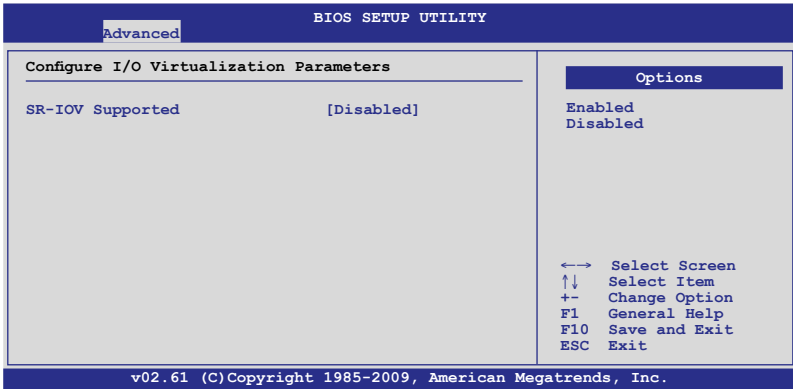 BIOS SETUP UTILITY
Advanced
Configure I/O Virtualization Parameters
SR-IOV Supported [Disabled]
Options
Enabled
Disabled
←→ Select Screen
↑↓ Select Item
+- Change Option
F1 General Help
F10 Save and Exit
ESC Exit
v02.61 (C)Copyright 1985-2009, American Megatrends, Inc.